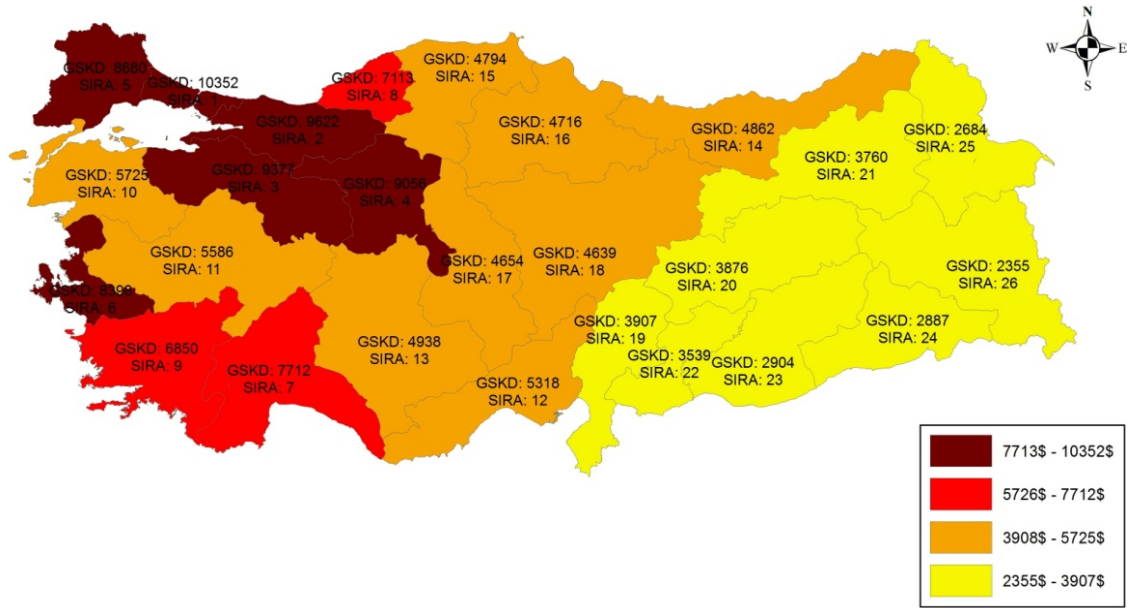 N
W E
S
GSKD: 8680
SIRA: 5
GSKD: 10352
SIRA: 1
GSKD: 7113
SIRA: 8
GSKD: 4794
SIRA: 15
GSKD: 9622
SIRA: 2
GSKD: 4716
SIRA: 16
GSKD: 4862
SIRA: 14
GSKD: 2684
SIRA: 25
GSKD: 5725
SIRA: 10
GSKD: 9377
SIRA: 3
GSKD: 9056
SIRA: 4
GSKD: 3760
SIRA: 21
GSKD: 5586
SIRA: 11
GSKD: 4654
SIRA: 17
GSKD: 4639
SIRA: 18
GSKD: 3876
SIRA: 20
GSKD: 2355
SIRA: 26
GSKD: 8399
SIRA: 6
GSKD: 6850
SIRA: 9
GSKD: 7712
SIRA: 7
GSKD: 4938
SIRA: 13
GSKD: 5318
SIRA: 12
GSKD: 3907
SIRA: 19
GSKD: 3539
SIRA: 22
GSKD: 2904
SIRA: 23
GSKD: 2887
SIRA: 24
7713$ - 10352$
5726$ - 7712$
3908$ - 5725$
2355$ - 3907$